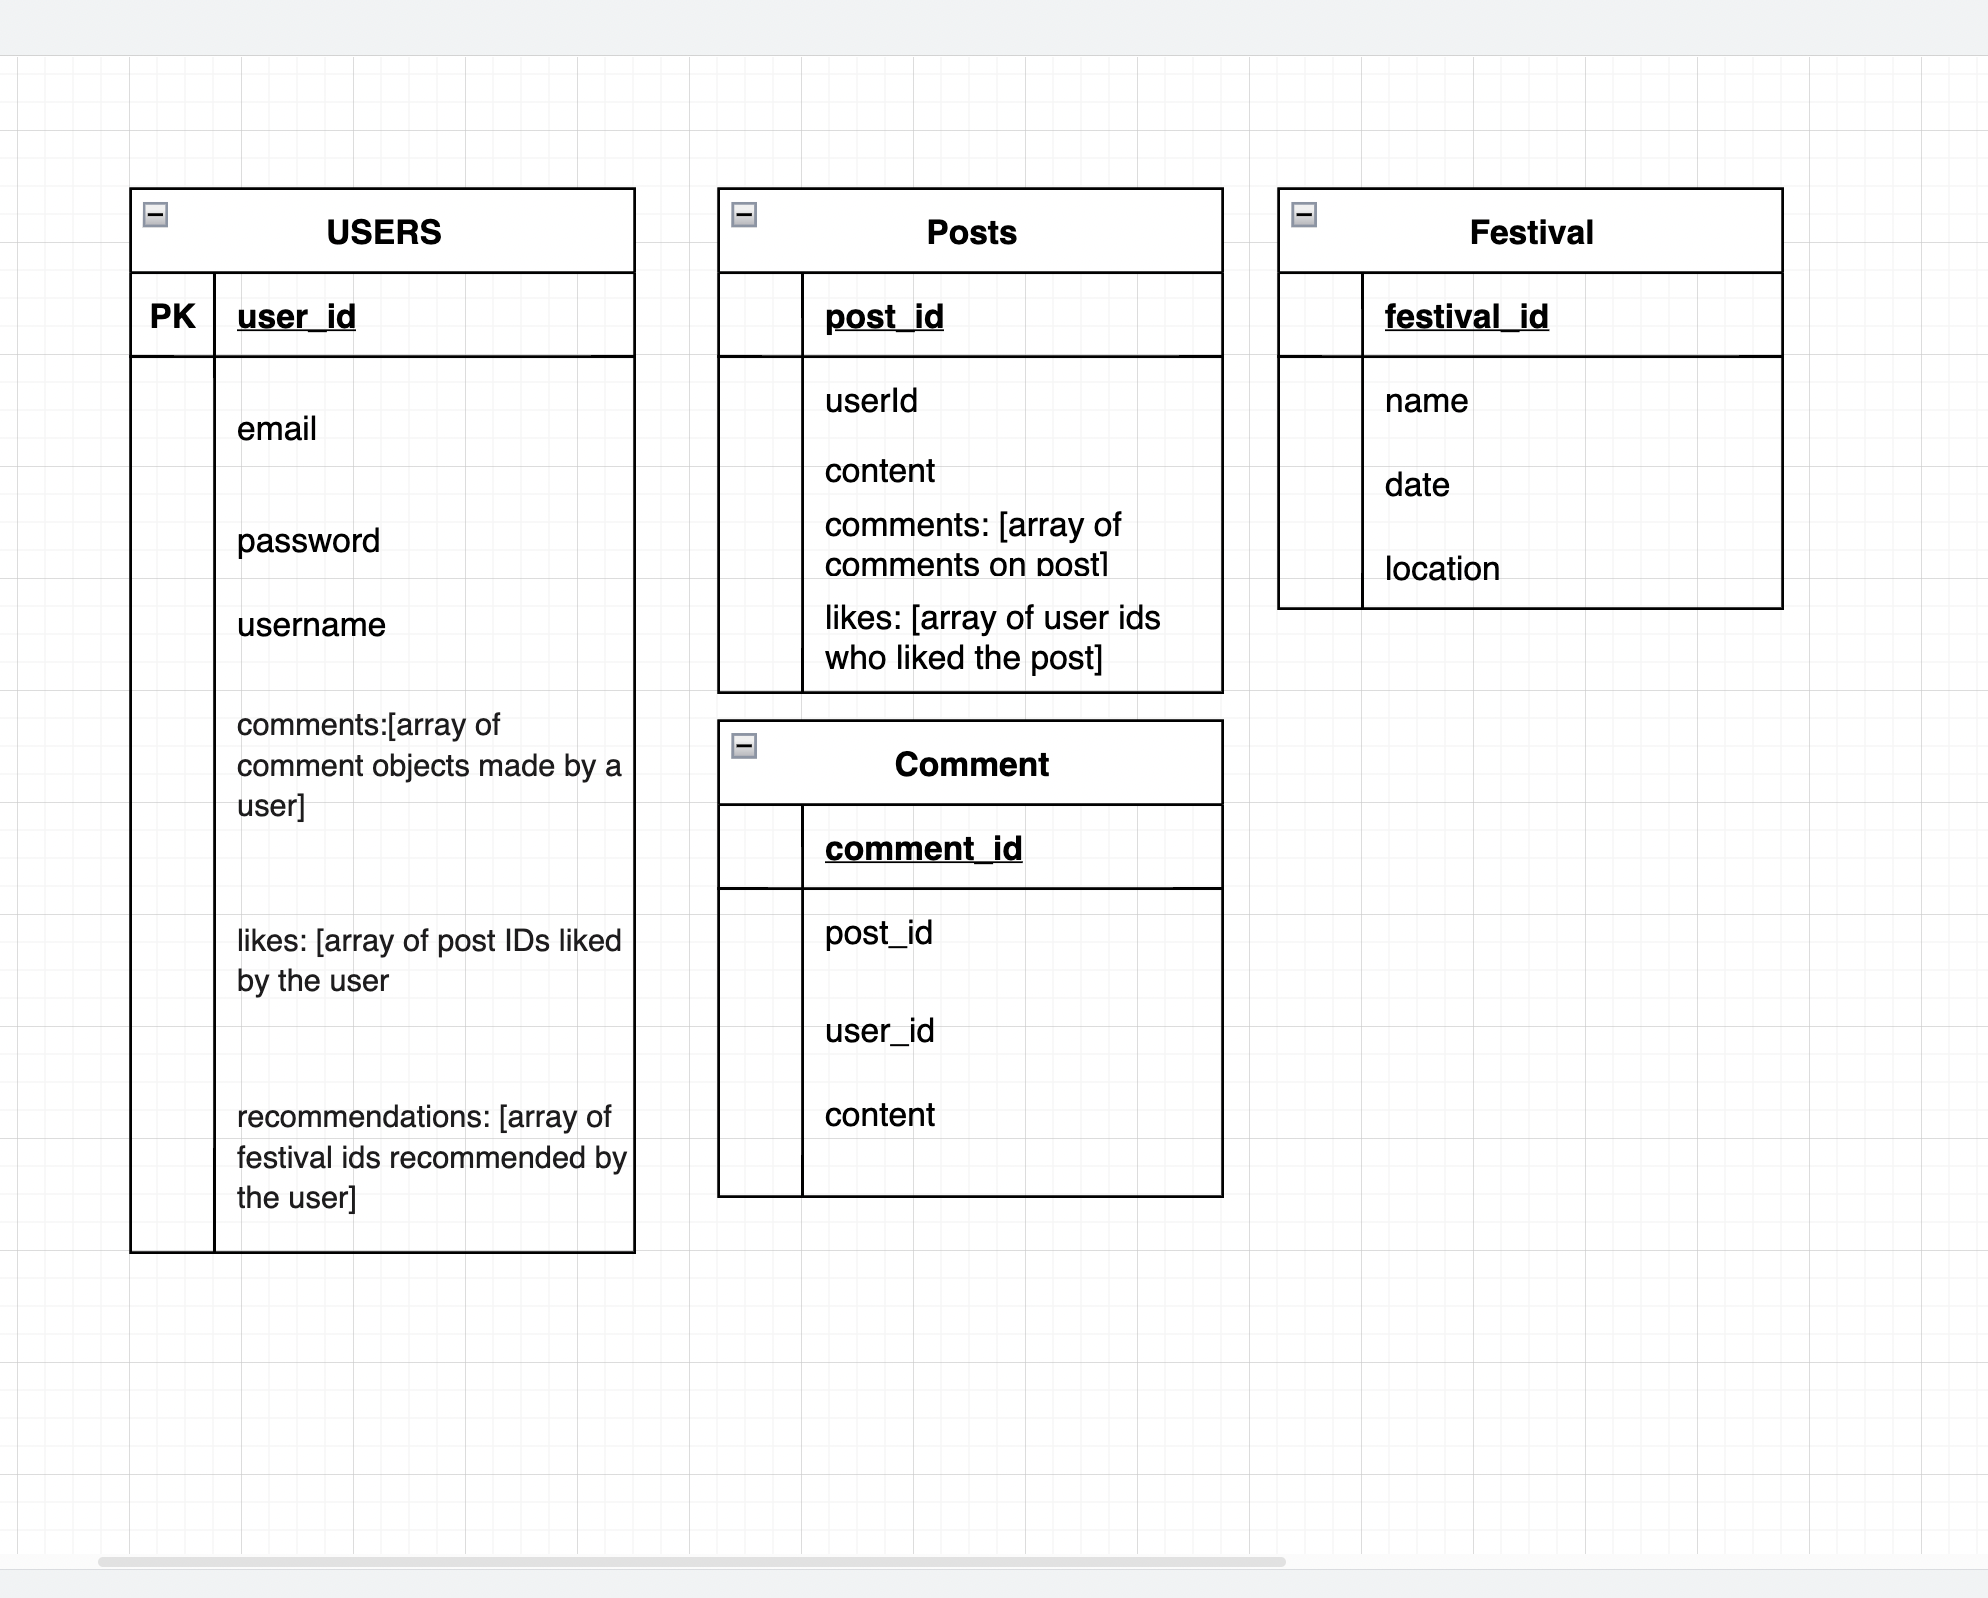 USERS
PK user_id
email
password
username
comments:[array of
comment objects made by a
user]
likes: [array of post IDs liked
by the user
recommendations: [array of
festival ids recommended by
the user]
Posts
post_id
userId
content
comments: [array of
comments on post]
likes: [array of user ids
who liked the post]
Comment
comment_id
post_id
user_id
content
Festival
festival_id
name
date
location